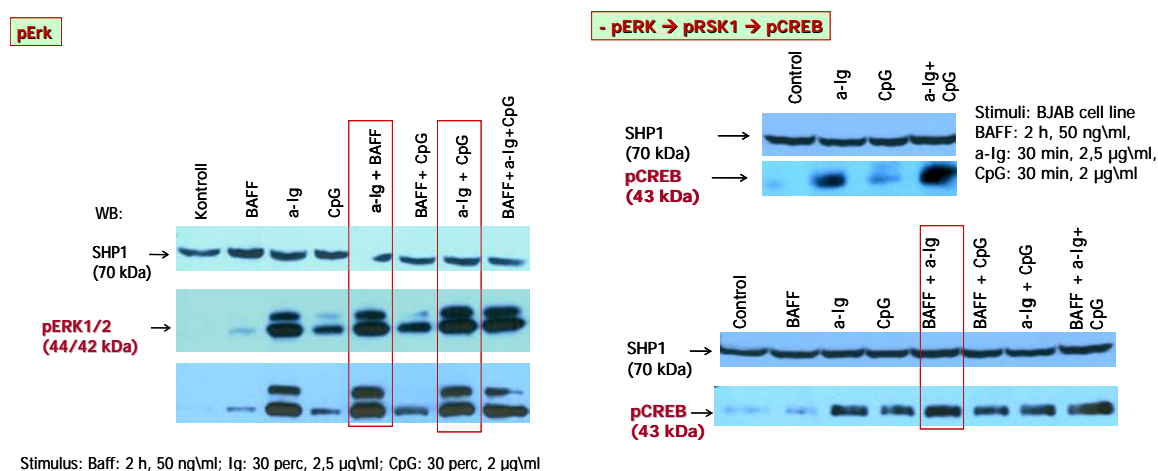 pErk
WB:
Kontroll
BAFF
a-Ig
CpG
a-Ig + BAFF
BAFF + CpG
a-Ig + CpG
BAFF+a-Ig+CpG
SHP1
(70 kDa)
pERK1/2
(44/42 kDa)
Stimulus: Baff: 2 h, 50 ng\ml; Ig: 30 perc, 2,5 µg\ml; CpG: 30 perc, 2 µg\ml
- pERK → pRSK1 → pCREB
Control
a-Ig
CpG
a-Ig+
CpG
SHP1
(70 kDa)
pCREB
(43 kDa)
Stimuli: BJAB cell line
BAFF: 2 h, 50 ng\ml,
a-Ig: 30 min, 2,5 µg\ml,
CpG: 30 min, 2 µg\ml
Control
BAFF
a-Ig
CpG
BAFF + a-Ig
BAFF + CpG
a-Ig + CpG
BAFF + a-Ig+
CpG
SHP1
(70 kDa)
pCREB
(43 kDa)